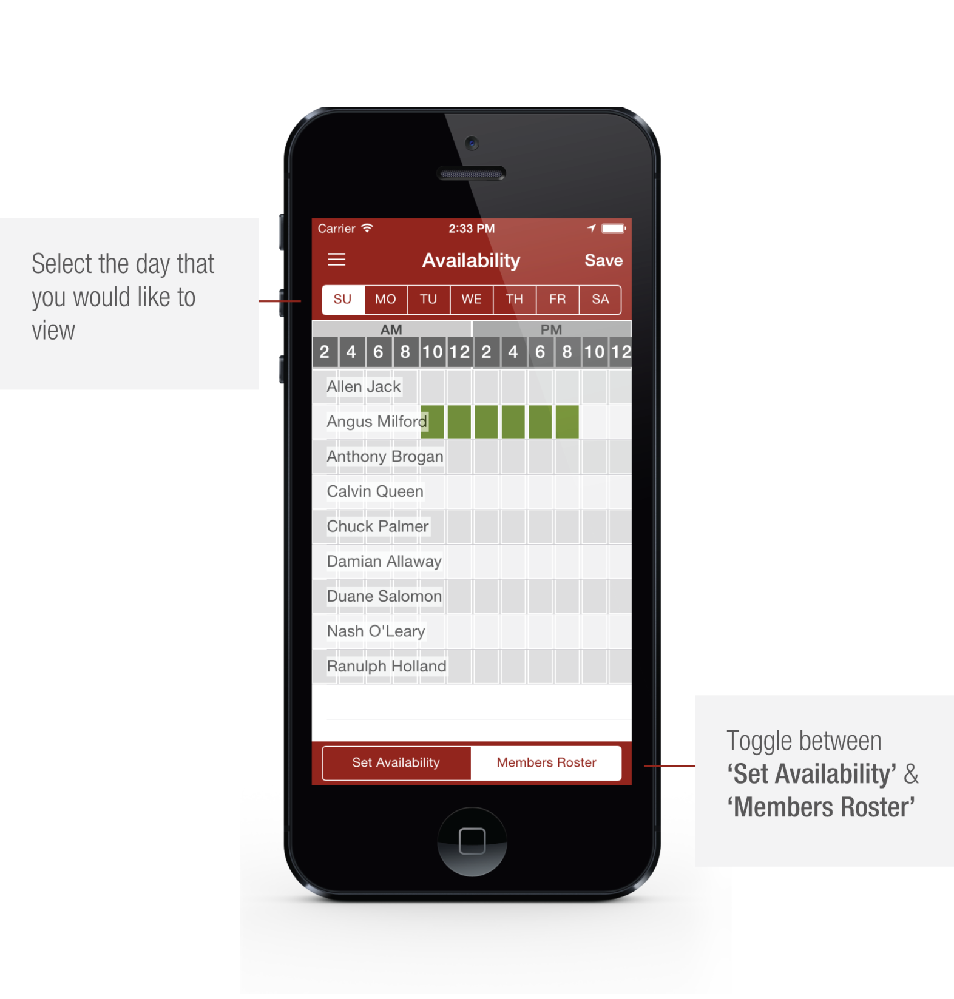 Carrier 2:33 PM
Availability Save
SU MO TU WE TH FR SA
AM PM
2 4 6 8 10 12 2 4 6 8 10 12
Allen Jack
Angus Milford
Anthony Brogan
Calvin Queen
Chuck Palmer
Damian Allaway
Duane Salomon
Nash O'Leary
Ranulph Holland
Set Availability Members Roster
Select the day that
you would like to
view
Toggle between
‘Set Availability’ &
‘Members Roster’